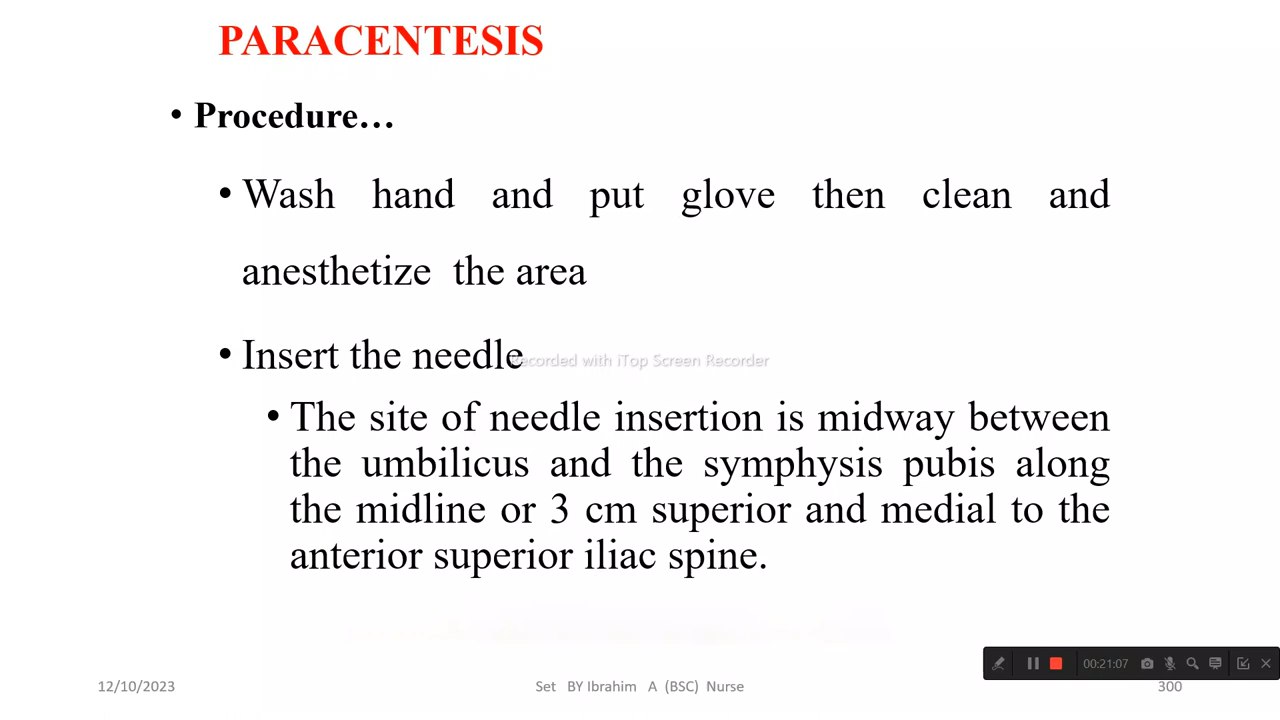 PARACENTESIS
• Procedure…
• Wash hand and put glove then clean and
anesthetize the area
• Insert the needle
Recorded with iTop Screen Recorder
• The site of needle insertion is midway between
the umbilicus and the symphysis pubis along
the midline or 3 cm superior and medial to the
anterior superior iliac spine.
00:21:07
12/10/2023
Set BY Ibrahim A (BSC) Nurse
300